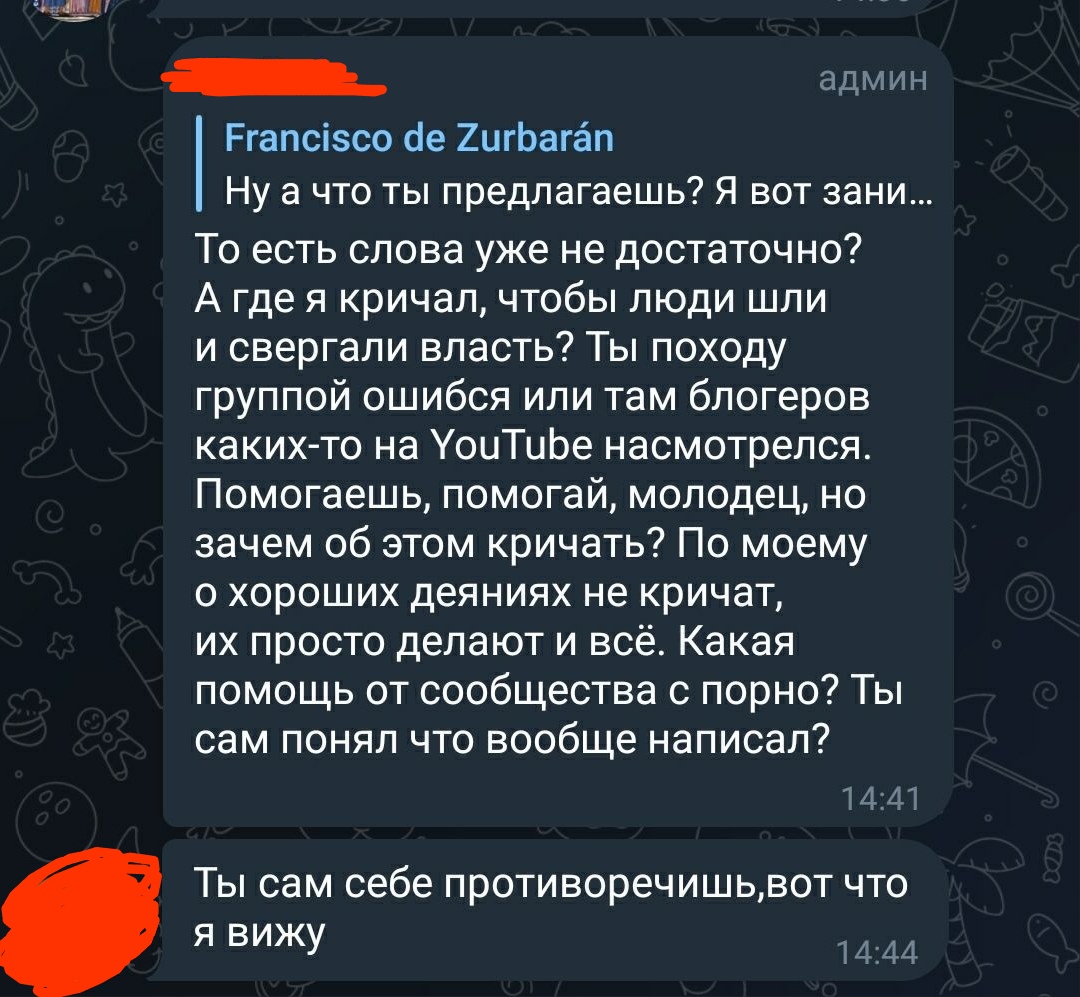 админ
Francisco de Zurbarán
Ну а что ты предлагаешь? Я вот зани...
То есть слова уже не достаточно?
А где я кричал, чтобы люди шли
и свергали власть? Ты походу
группой ошибся или там блогеров
каких-то на YouTube насмотрелся.
Помогаешь, помогай, молодец, но
зачем об этом кричать? По моему
о хороших деяниях не кричат,
их просто делают и всё. Какая
помощь от сообщества с порно? Ты
сам понял что вообще написал?
14:41
Ты сам себе противоречишь,вот что
я вижу
14:44